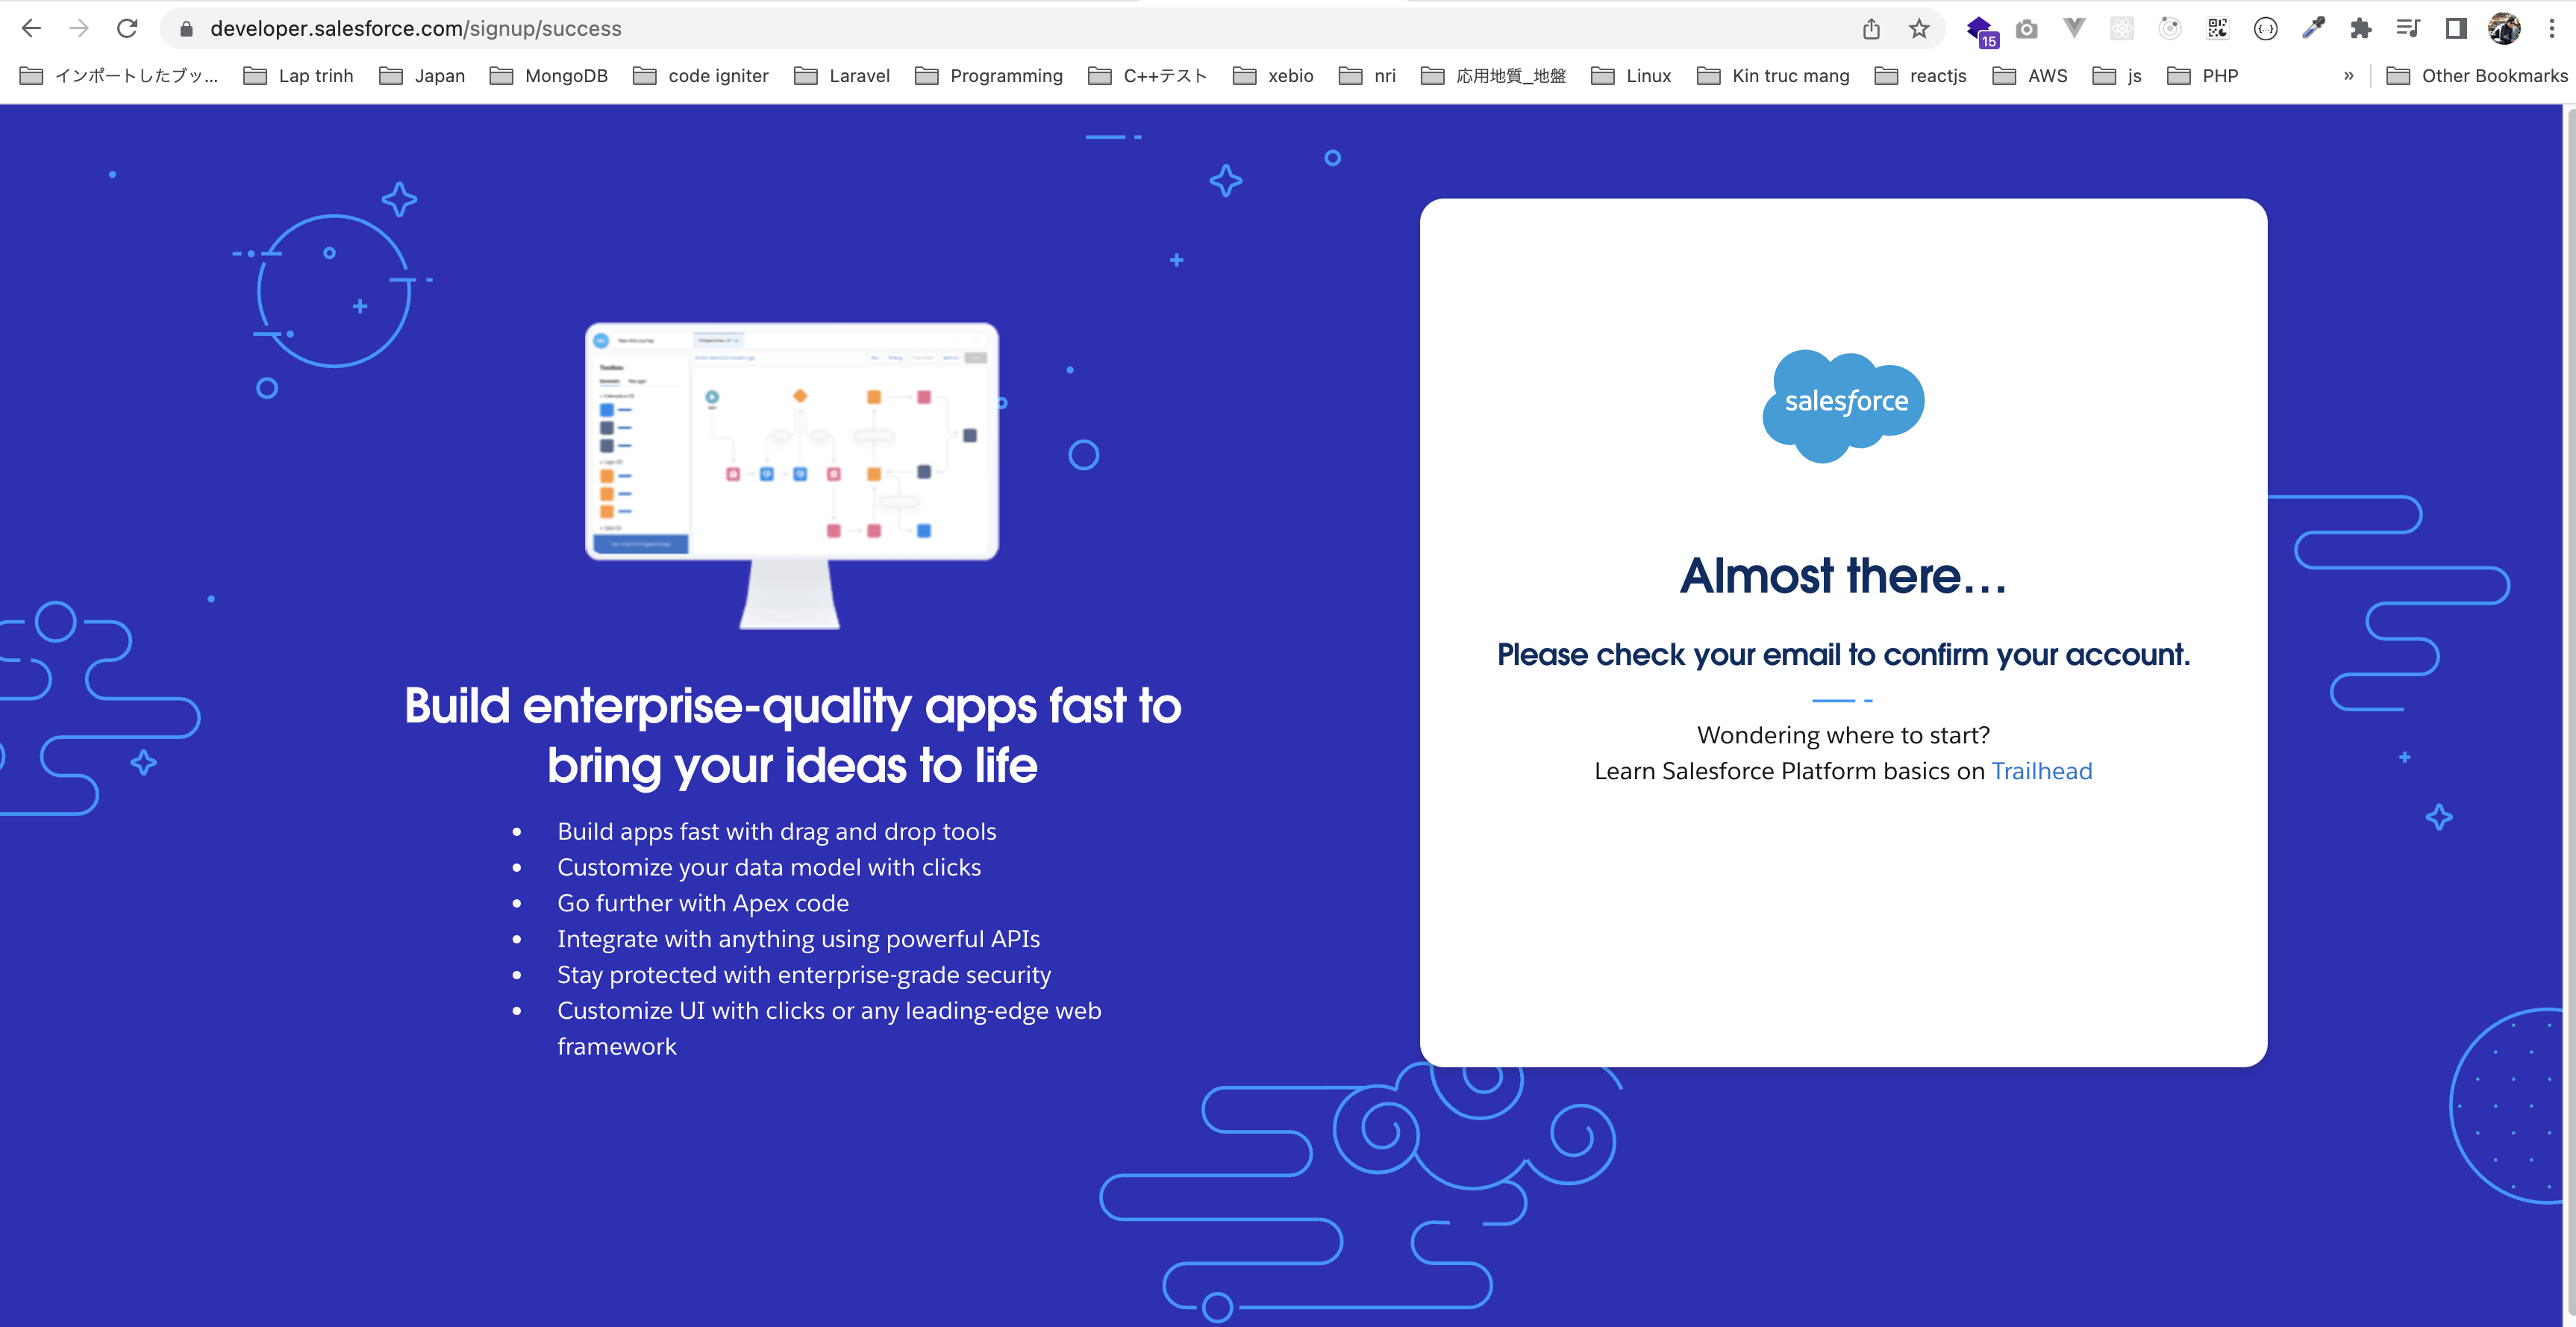 developer.salesforce.com/signup/success
15
インポートしたブッ...
Lap trinh
Japan
MongoDB
code igniter
Laravel
Programming
C++テスト
xebio
nri
応用地質_地盤
Linux
Kin truc mang
reactjs
AWS
js
PHP
»
Other Bookmarks
Build enterprise-quality apps fast to
bring your ideas to life
• Build apps fast with drag and drop tools
• Customize your data model with clicks
• Go further with Apex code
• Integrate with anything using powerful APIs
• Stay protected with enterprise-grade security
• Customize UI with clicks or any leading-edge web
framework
salesforce
Almost there...
Please check your email to confirm your account.
Wondering where to start?
Learn Salesforce Platform basics on Trailhead